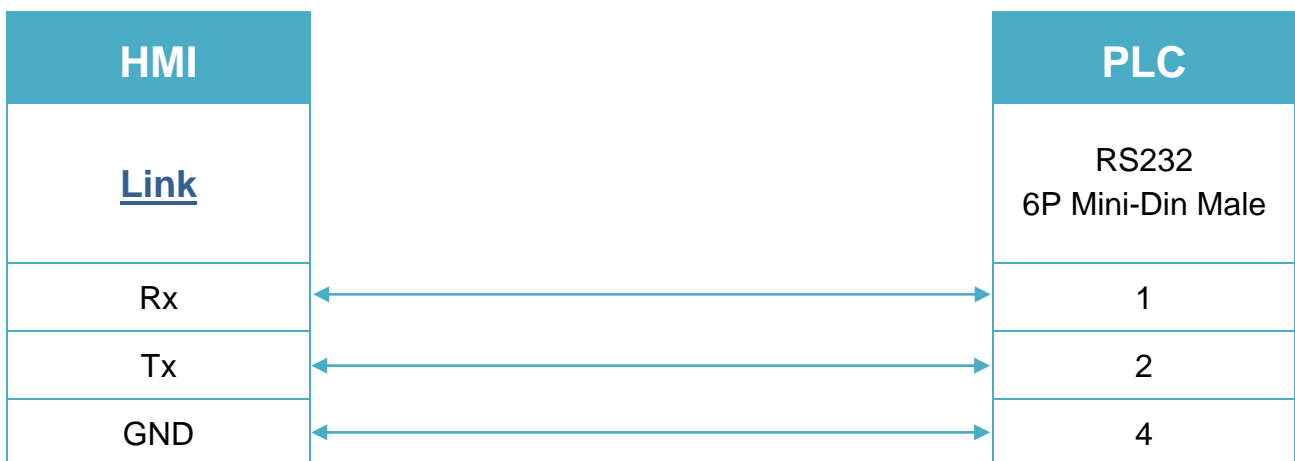 HMI
PLC
Link
RS232
6P Mini-Din Male
Rx
1
Tx
2
GND
4